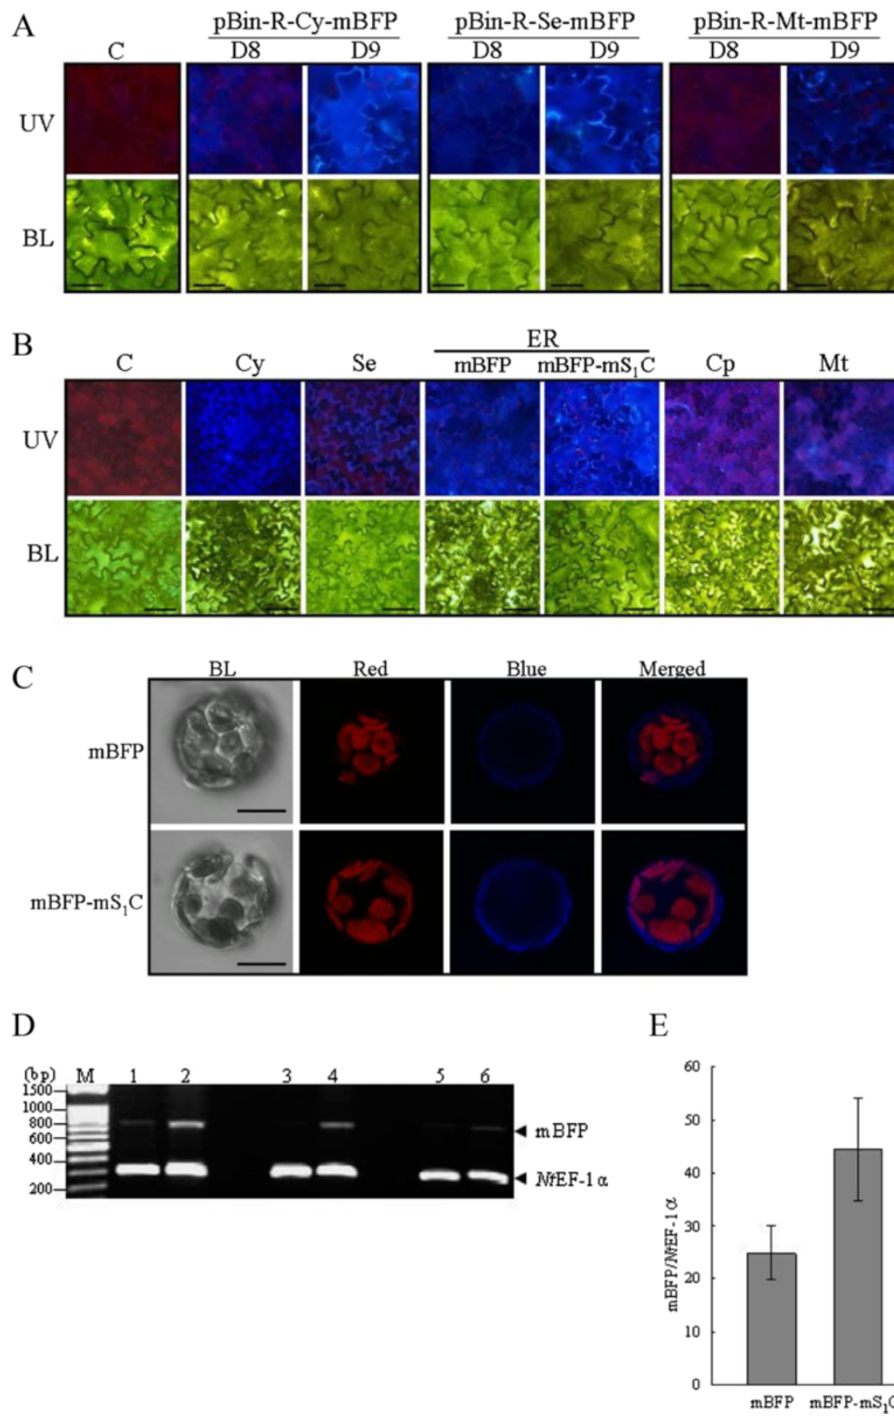 A
pBin-R-Cy-mBFP pBin-R-Se-mBFP pBin-R-Mt-mBFP
C D8 D9 D8 D9 D8 D9
UV
BL
B
ER
C Cy Se mBFP mBFP-mS₁C Cp Mt
UV
BL
C
BL Red Blue Merged
mBFP
mBFP-mS₁C
D
(bp) M 1 2 3 4 5 6
1500
1000
800
600
400
200
mBFP
NtEF-1α
E
60
50
40
30
20
10
0
mBFP/NtEF-1α
mBFP mBFP-mS₁C